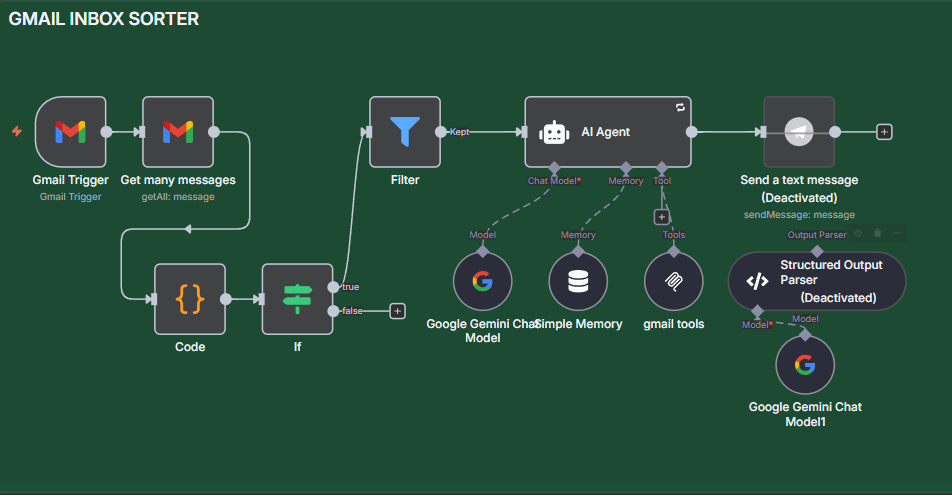 GMAIL INBOX SORTER
Gmail Trigger
Gmail Trigger
Get many messages
getAll: message
Filter
Kept
AI Agent
Chat Model*
Memory
Tool
Send a text message
(Deactivated)
sendMessage: message
Code
If
true
false
Model
Google Gemini Chat
Model
Memory
Simple Memory
Tools
gmail tools
Output Parser
Structured Output
Parser
(Deactivated)
Model*
Model
Google Gemini Chat
Model1